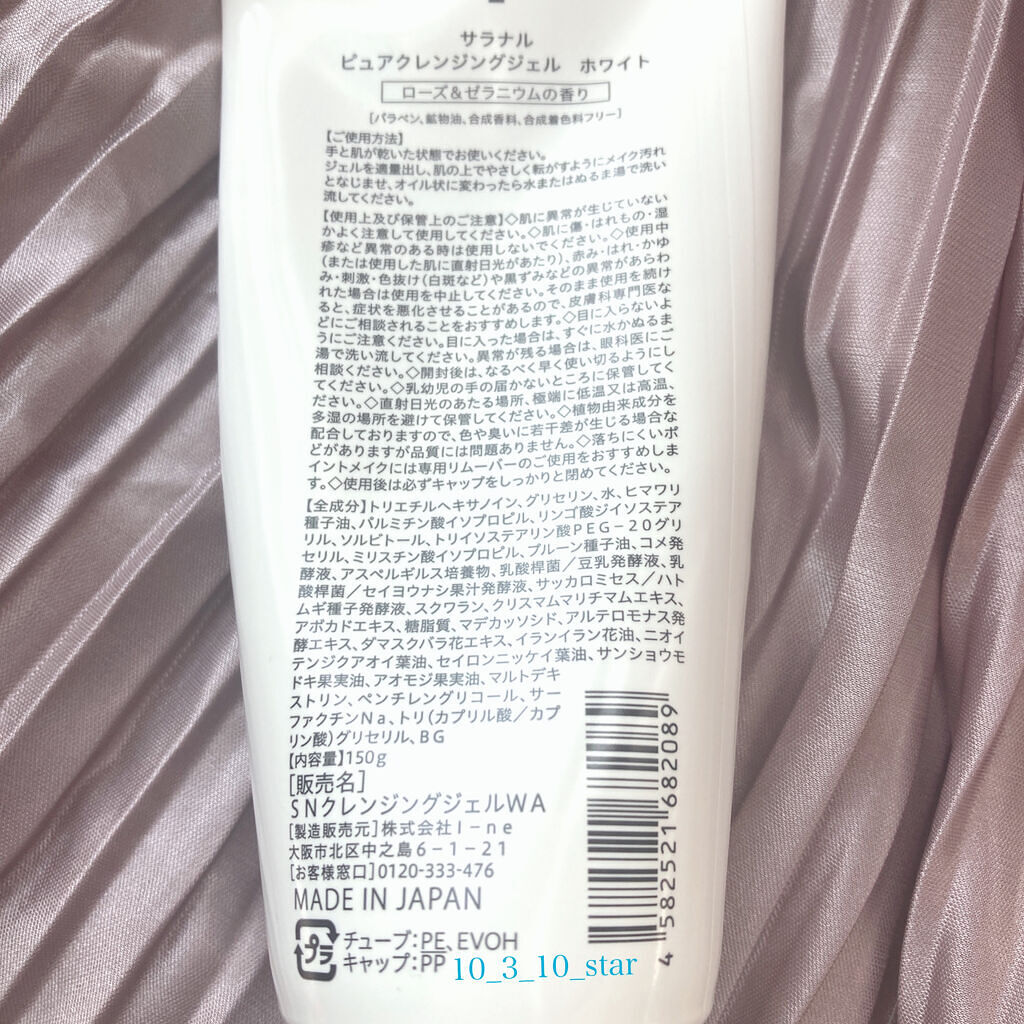 サラナル
ピュアクレンジングジェル ホワイト
ローズ&ゼラニウムの香り
[パラベン、鉱物油、合成香料、合成着色料フリー]
【ご使用方法】
手と肌が乾いた状態でお使いください。
ジェルを適量出し、肌の上でやさしく転がすようにメイク汚れ
となじませ、オイル状に変わったら水またはぬるま湯で洗い
流してください。
【使用上及び保管上のご注意】◇肌に異常が生じていない
かよく注意して使用してください。◇肌に傷・はれもの・湿
疹など異常のある時は使用しないでください。◇使用中
(または使用した肌に直射日光があたり)、赤み・はれ・かゆ
み・刺激・色抜け(白斑など)や黒ずみなどの異常があらわ
れた場合は使用を中止してください。そのまま使用を続け
ると、症状を悪化させることがあるので、皮膚科専門医な
どにご相談されることをおすすめします。◇目に入らないよ
うにご注意ください。目に入った場合は、すぐに水かぬるま
湯で洗い流してください。異常が残る場合は、眼科医にご
相談ください。◇開封後は、なるべく早く使い切るようにし
てください。◇乳幼児の手の届かないところに保管してく
ださい。◇直射日光のあたる場所、極端に低温又は高温、
多湿の場所を避けて保管してください。◇植物由来成分を
配合しておりますので、色や臭いに若干差が生じる場合な
どがありますが品質には問題ありません。◇落ちにくいポ
イントメイクには専用リムーバーのご使用をおすすめしま
す。◇使用後は必ずキャップをしっかりと閉めてください。
【全成分】トリエチルヘキサノイン、グリセリン、水、ヒマワリ
種子油、パルミチン酸イソプロピル、リンゴ酸ジイソステア
リル、ソルビトール、トリイソステアリン酸PEG-20グリ
セリル、ミリスチン酸イソプロピル、プルーン種子油、コメ発
酵液、アスペルギルス培養物、乳酸桿菌/豆乳発酵液、乳
酸桿菌/セイヨウナシ果汁発酵液、サッカロミセス/ハト
ムギ種子発酵液、スクワラン、クリスマムマリチマムエキス、
アボカドエキス、糖脂質、マデカッソシド、アルテロモナス発
酵エキス、ダマスクバラ花エキス、イランイラン花油、ニオイ
テンジクアオイ葉油、セイロンニッケイ葉油、サンショウモ
ドキ果実油、アオモジ果実油、マルトデキ
ストリン、ペンチレングリコール、サー
ファクチンNa、トリ(カプリル酸/カプ
リン酸)グリセリル、BG
【内容量】150g
[販売名]
SNクレンジングジェルWA
[製造販売元]株式会社I-ne
大阪市北区中之島6-1-21
[お客様窓口]0120-333-476
MADE IN JAPAN
プラ
チューブ:PE、EVOH
キャップ:PP
4 582521 682089
10_3_10_star